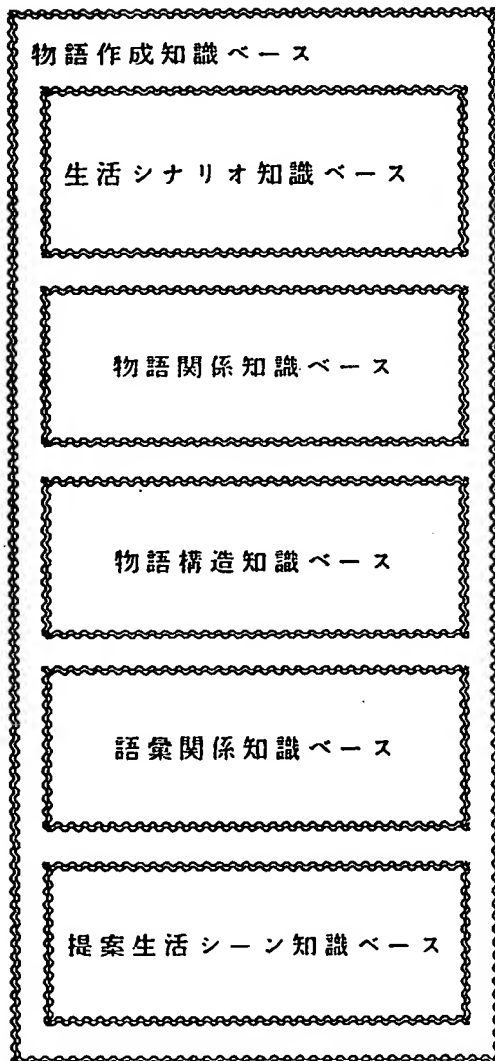 物語作成知識ベース
生活シナリオ知識ベース
物語関係知識ベース
物語構造知識ベース
語彙関係知識ベース
提案生活シーン知識ベース